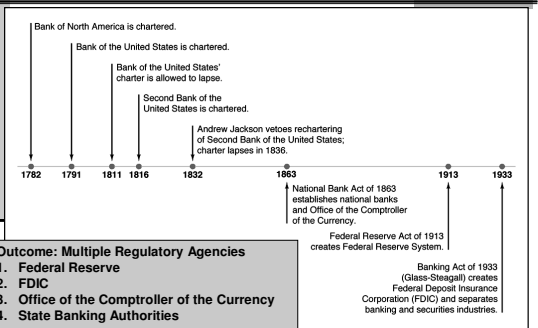 Bank of North America is chartered.
Bank of the United States is chartered.
Bank of the United States'
charter is allowed to lapse.
Second Bank of the
United States is chartered.
Andrew Jackson vetoes rechartering
of Second Bank of the United States;
charter lapses in 1836.
1782 1791 1811 1816 1832 1863 1913 1933
National Bank Act of 1863
establishes national banks
and Office of the Comptroller
of the Currency.
Federal Reserve Act of 1913
creates Federal Reserve System.
Banking Act of 1933
(Glass-Steagall) creates
Federal Deposit Insurance
Corporation (FDIC) and separates
banking and securities industries.
Outcome: Multiple Regulatory Agencies
1. Federal Reserve
2. FDIC
3. Office of the Comptroller of the Currency
4. State Banking Authorities